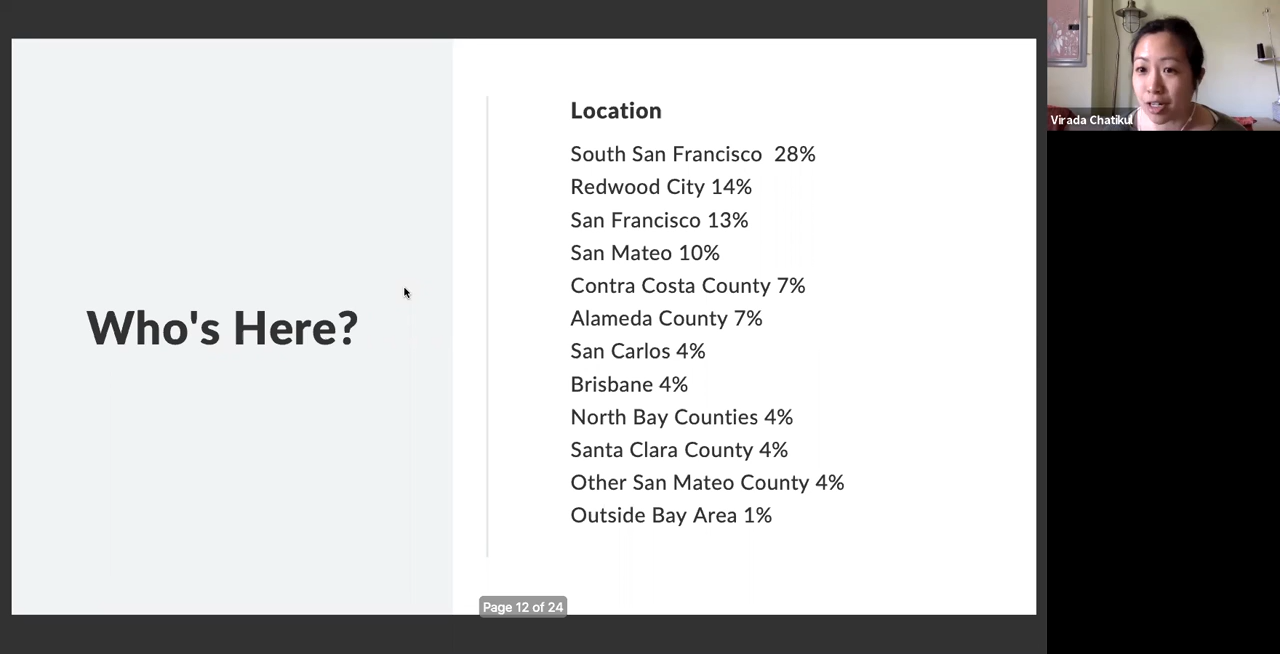 Who's Here?
Location
South San Francisco  28%
Redwood City 14%
San Francisco 13%
San Mateo 10%
Contra Costa County 7%
Alameda County 7%
San Carlos 4%
Brisbane 4%
North Bay Counties 4%
Santa Clara County 4%
Other San Mateo County 4%
Outside Bay Area 1%
Page 12 of 24
Virada Chatikul